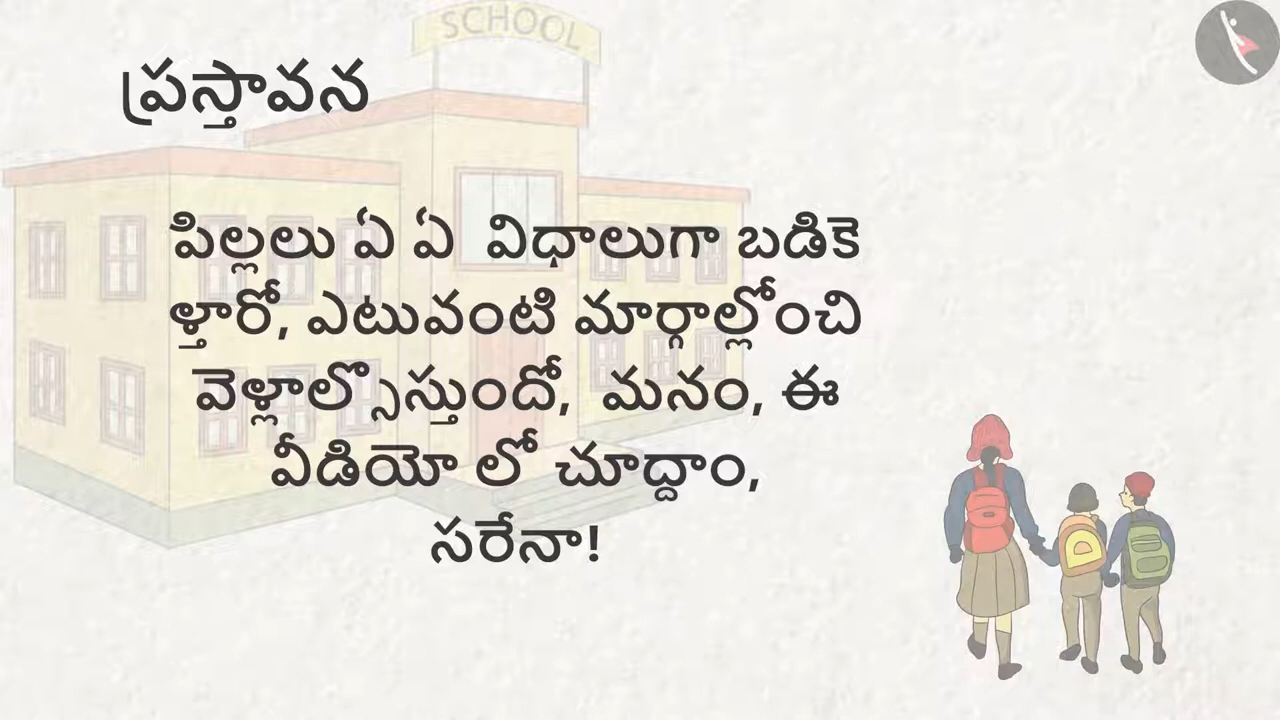 SCHOOL
ప్రస్తావన
పిల్లలు ఏ ఏ విధాలుగా బడికె
ళ్తారో, ఎటువంటి మార్గాల్లోంచి
వెళ్లాల్సొస్తుందో, మనం, ఈ
వీడియో లో చూద్దాం,
సరేనా!